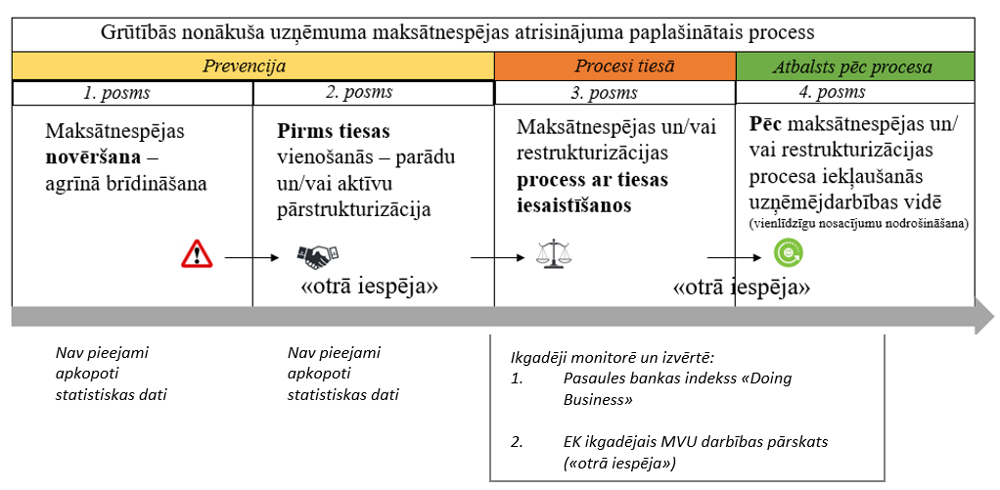 Grūtībās nonākuša uzņēmuma maksātnespējas atrisinājuma paplašinātais process
Prevencija
Procesi tiesā
Atbalsts pēc procesa
1. posms
2. posms
3. posms
4. posms
Maksātnespējas
novēršana –
agrīnā brīdināšana
Pirms tiesas
vienošanās – parādu
un/vai aktīvu
pārstrukturizācija
Maksātnespējas un/vai
restrukturizācijas
process ar tiesas
iesaistīšanos
Pēc maksātnespējas un/
vai restrukturizācijas
procesa iekļaušanās
uzņēmējdarbības vidē
(vienlīdzīgu nosacījumu nodrošināšana)
«otrā iespēja»
«otrā iespēja»
Nav pieejami
apkopoti
statistiskas dati
Nav pieejami
apkopoti
statistiskas dati
Ikgadēji monitorē un izvērtē:
1. Pasaules bankas indekss «Doing
Business»
2. EK ikgadējais MVU darbības pārskats
(«otrā iespēja»)